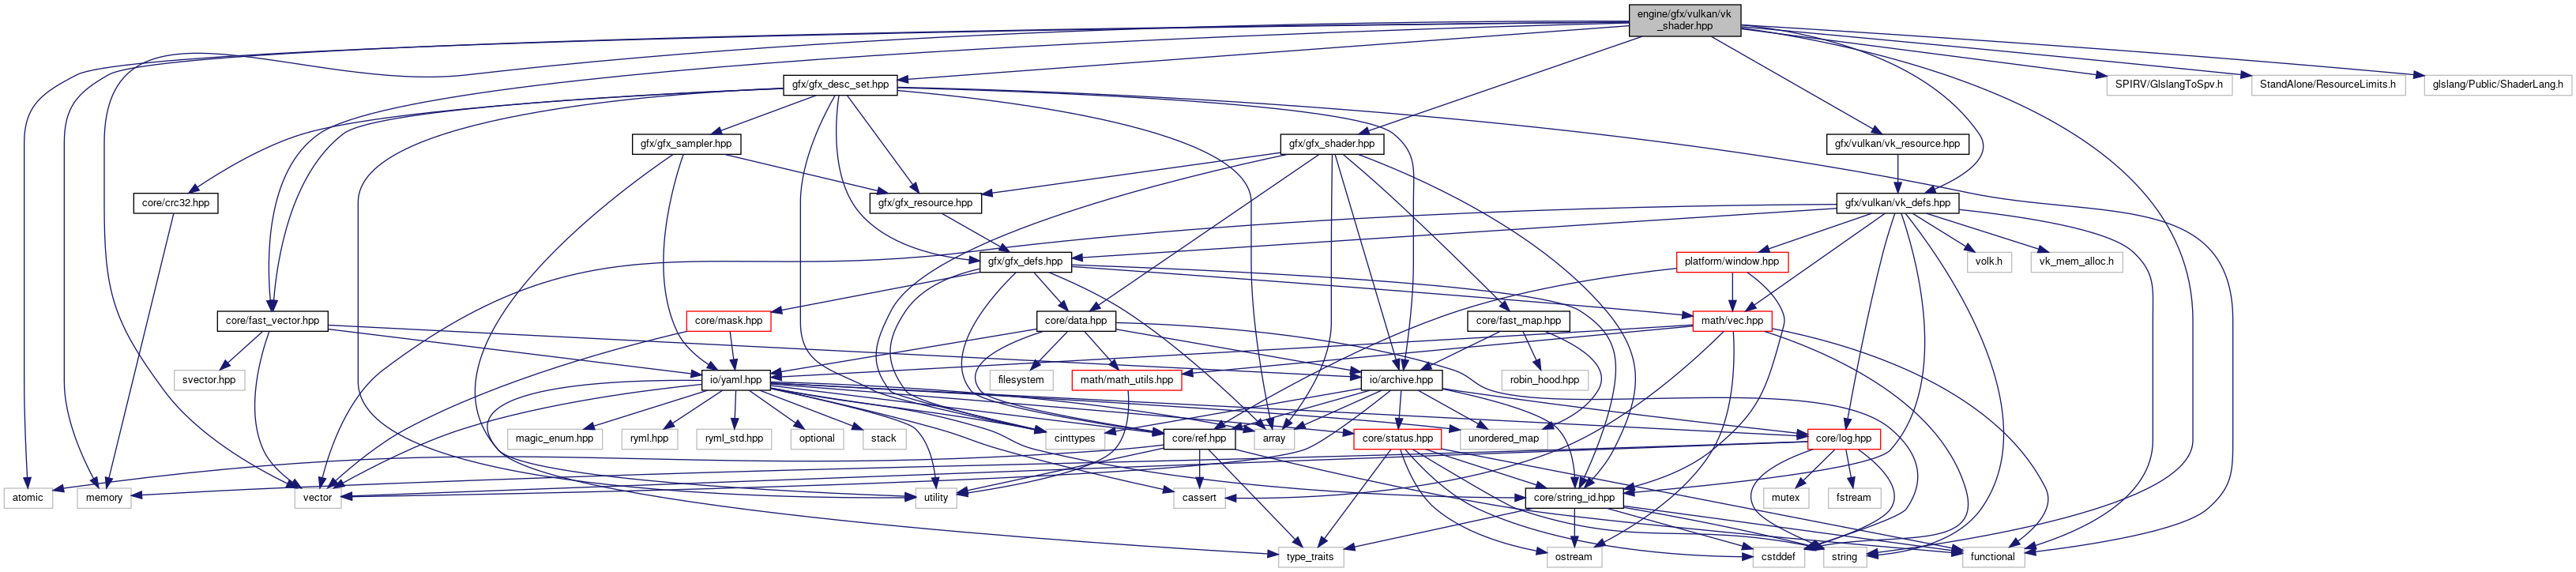 engine/gfx/vulkan/vk
_shader.hpp
gfx/gfx_desc_set.hpp
SPIRV/GlslangToSpv.h
StandAlone/ResourceLimits.h
glslang/Public/ShaderLang.h
gfx/gfx_sampler.hpp
gfx/gfx_shader.hpp
gfx/vulkan/vk_resource.hpp
core/crc32.hpp
gfx/gfx_resource.hpp
gfx/vulkan/vk_defs.hpp
gfx/gfx_defs.hpp
platform/window.hpp
volk.h
vk_mem_alloc.h
core/fast_vector.hpp
core/mask.hpp
core/data.hpp
core/fast_map.hpp
math/vec.hpp
svector.hpp
io/yaml.hpp
filesystem
math/math_utils.hpp
io/archive.hpp
robin_hood.hpp
magic_enum.hpp
ryml.hpp
ryml_std.hpp
optional
stack
cinttypes
core/ref.hpp
array
core/status.hpp
unordered_map
core/log.hpp
atomic
memory
vector
utility
cassert
core/string_id.hpp
mutex
fstream
type_traits
ostream
cstddef
string
functional